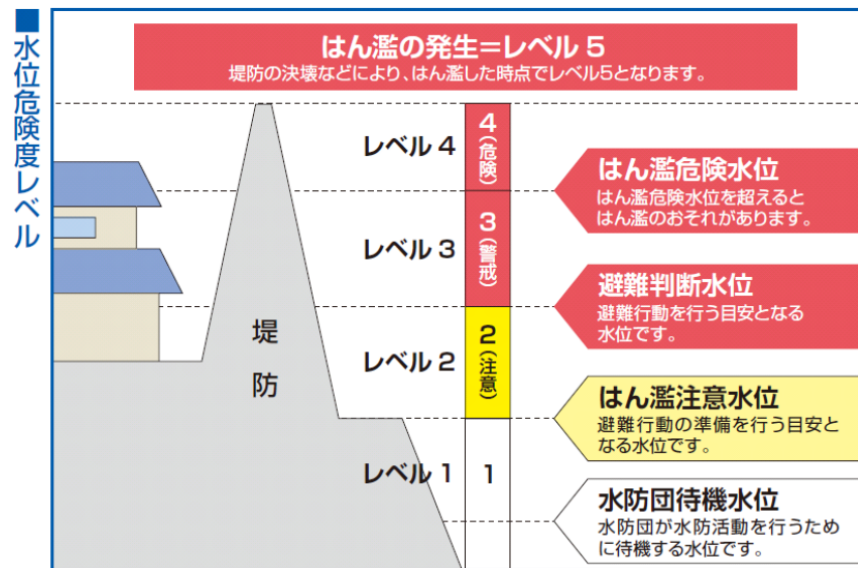 ■水位危険度レベル
はん濫の発生=レベル5
堤防の決壊などにより、はん濫した時点でレベル5となります。
レベル4
4(危険)
はん濫危険水位
はん濫危険水位を超えると
はん濫のおそれがあります。
レベル3
3(警戒)
避難判断水位
避難行動を行う目安となる
水位です。
堤防
レベル2
2(注意)
はん濫注意水位
避難行動の準備を行う目安と
なる水位です。
レベル1
1
水防団待機水位
水防団が水防活動を行うため
に待機する水位です。